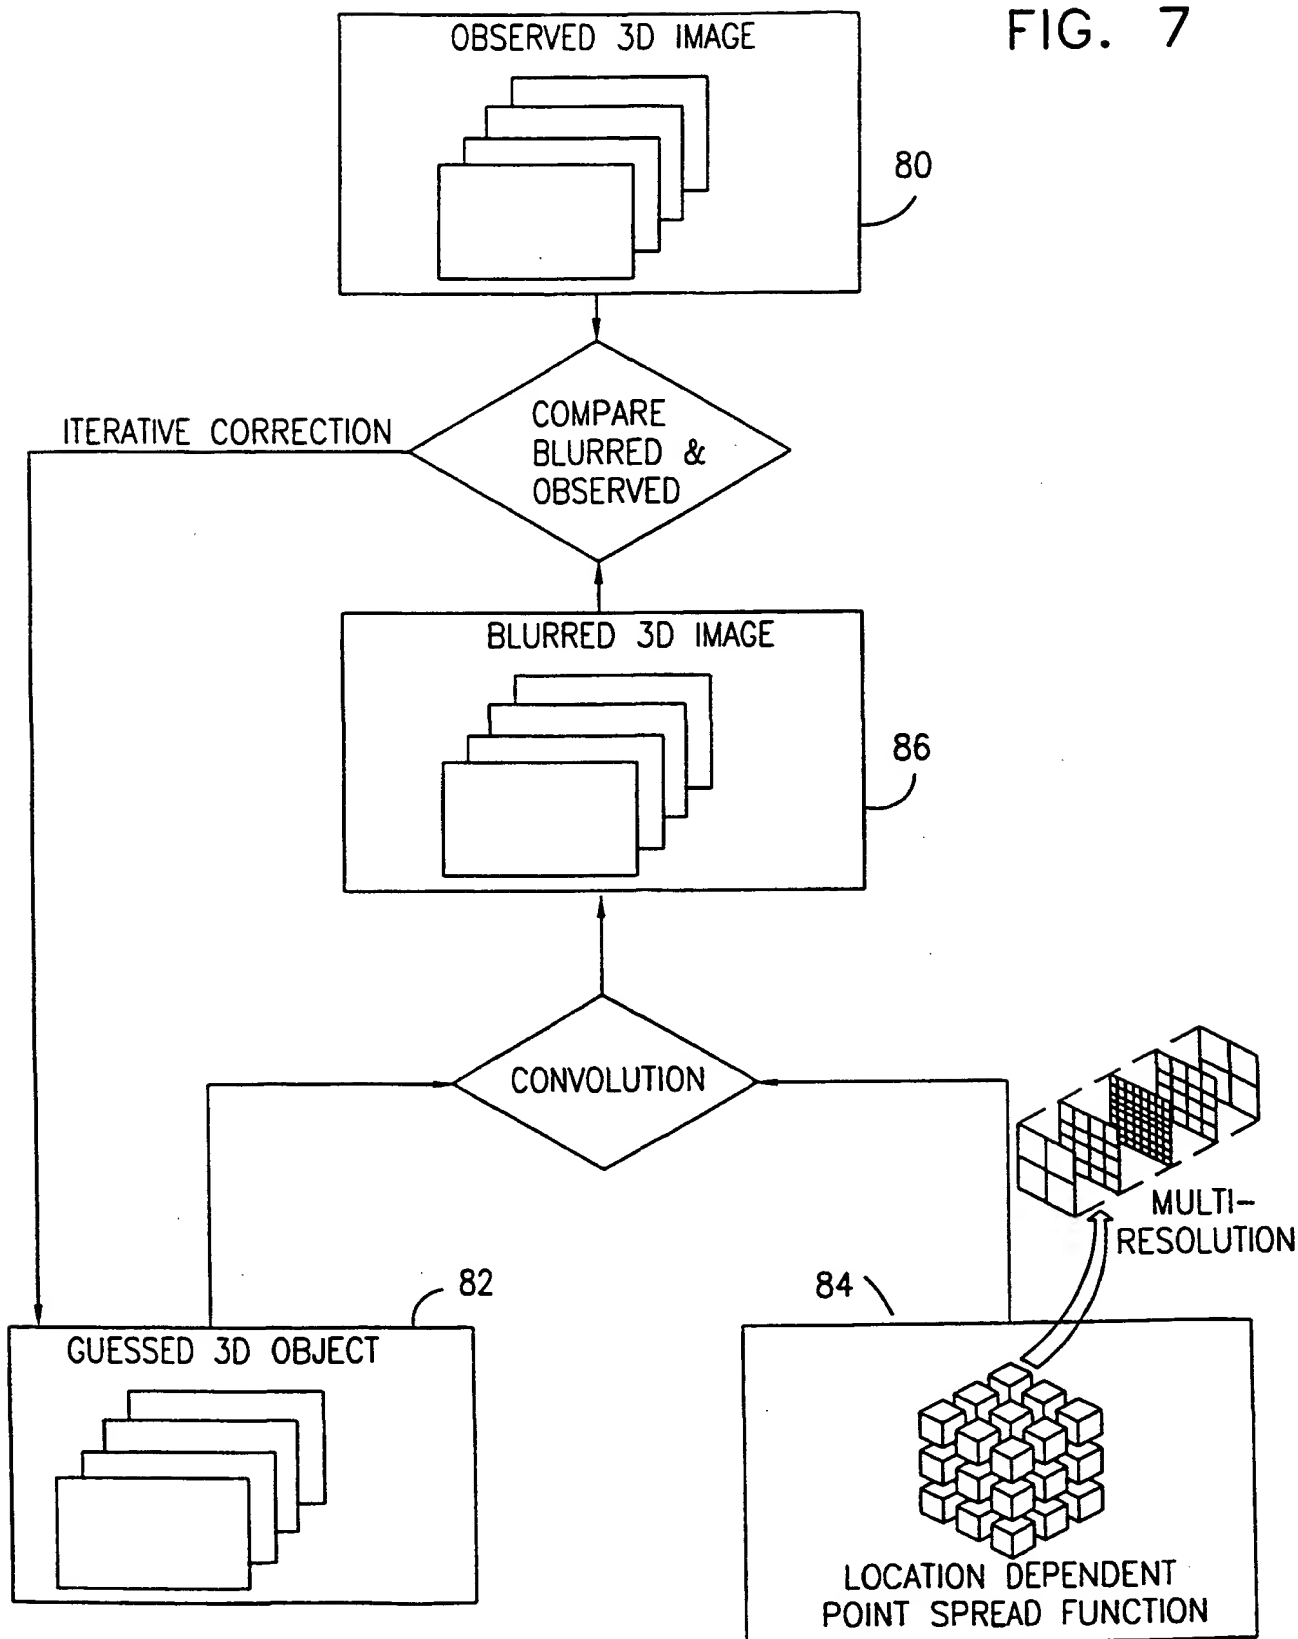 FIG. 7
OBSERVED 3D IMAGE
80
ITERATIVE CORRECTION
COMPARE
BLURRED &
OBSERVED
BLURRED 3D IMAGE
86
CONVOLUTION
MULTI-
RESOLUTION
82
84
GUESSED 3D OBJECT
LOCATION DEPENDENT
POINT SPREAD FUNCTION